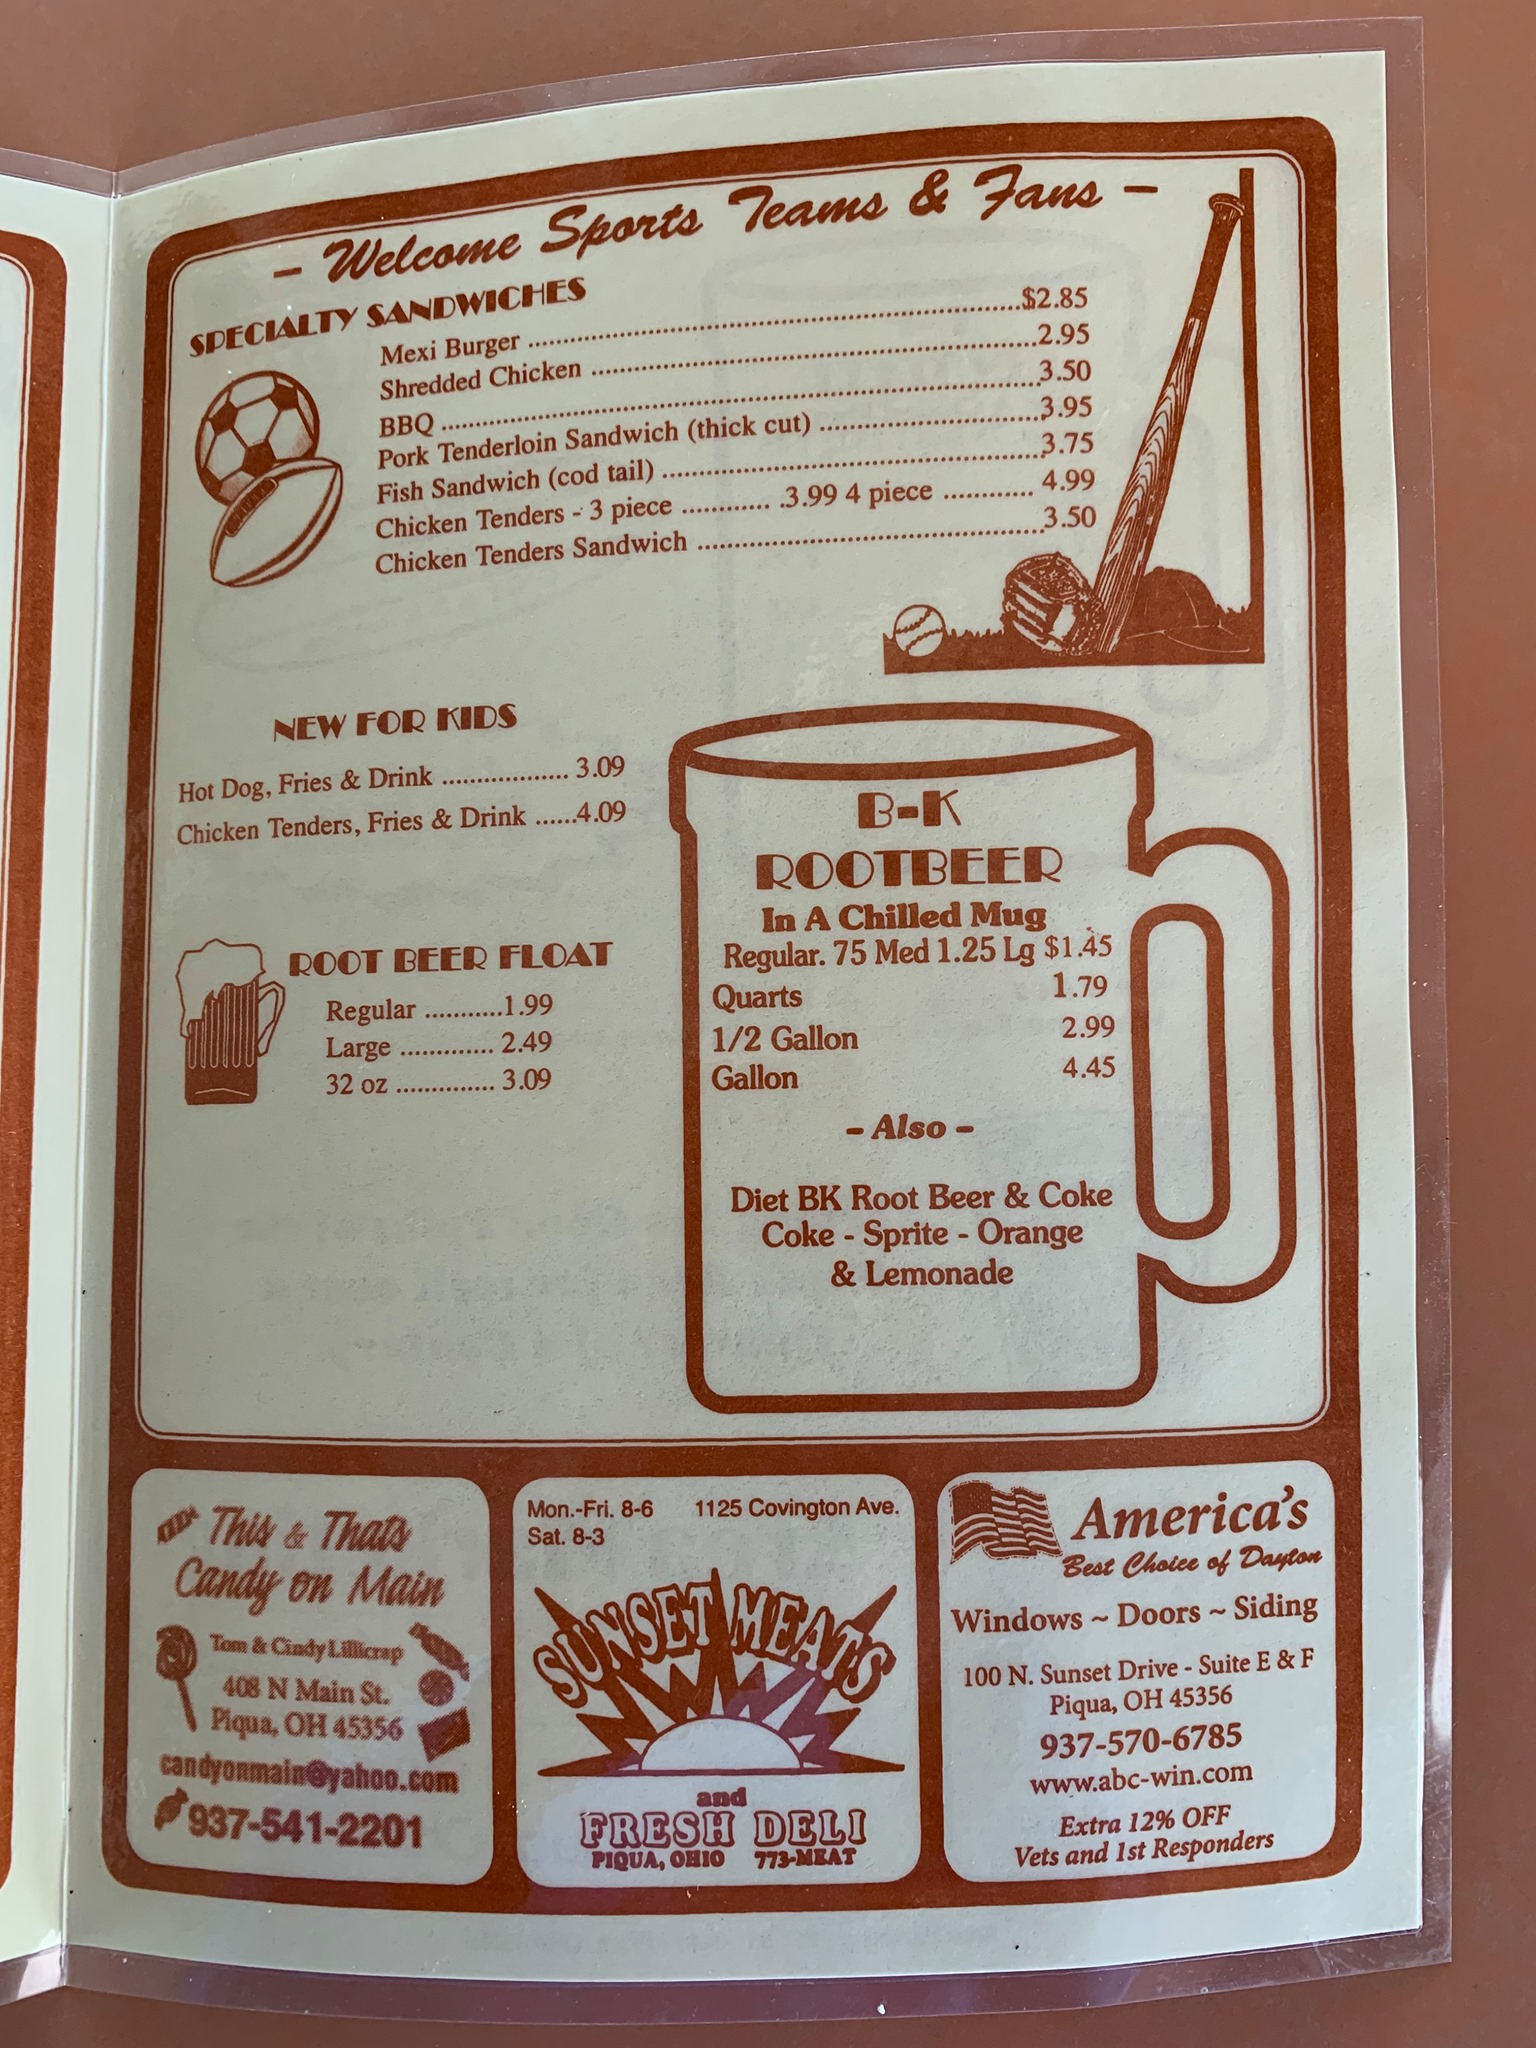 - Welcome Sports Teams & Fans -
SPECIALTY SANDWICHES
Mexi Burger ........ $2.85
Shredded Chicken ........ 2.95
BBQ ........ 3.50
Pork Tenderloin Sandwich (thick cut) ........ 3.95
Fish Sandwich (cod tail) ........ 3.75
Chicken Tenders - 3 piece ............ .3.99 4 piece ............ 4.99
Chicken Tenders Sandwich ........ 3.50
NEW FOR KIDS
Hot Dog, Fries & Drink .................. 3.09
Chicken Tenders, Fries & Drink ......4.09
ROOT BEER FLOAT
Regular ...........1.99
Large ............. 2.49
32 oz .............. 3.09
B-K
ROOTBEER
In A Chilled Mug
Regular. 75 Med 1.25 Lg $1.45
Quarts 1.79
1/2 Gallon 2.99
Gallon 4.45
- Also -
Diet BK Root Beer & Coke
Coke - Sprite - Orange
& Lemonade
This & Thats
Candy on Main
Tom & Cindy Lillicrap
408 N Main St.
Piqua, OH 45356
candyonmain@yahoo.com
937-541-2201
Mon.-Fri. 8-6 1125 Covington Ave.
Sat. 8-3
SUNSET MEATS
and
FRESH DELI
PIQUA, OHIO 773-MEAT
America's
Best Choice of Dayton
Windows ~ Doors ~ Siding
100 N. Sunset Drive - Suite E & F
Piqua, OH 45356
937-570-6785
www.abc-win.com
Extra 12% OFF
Vets and 1st Responders